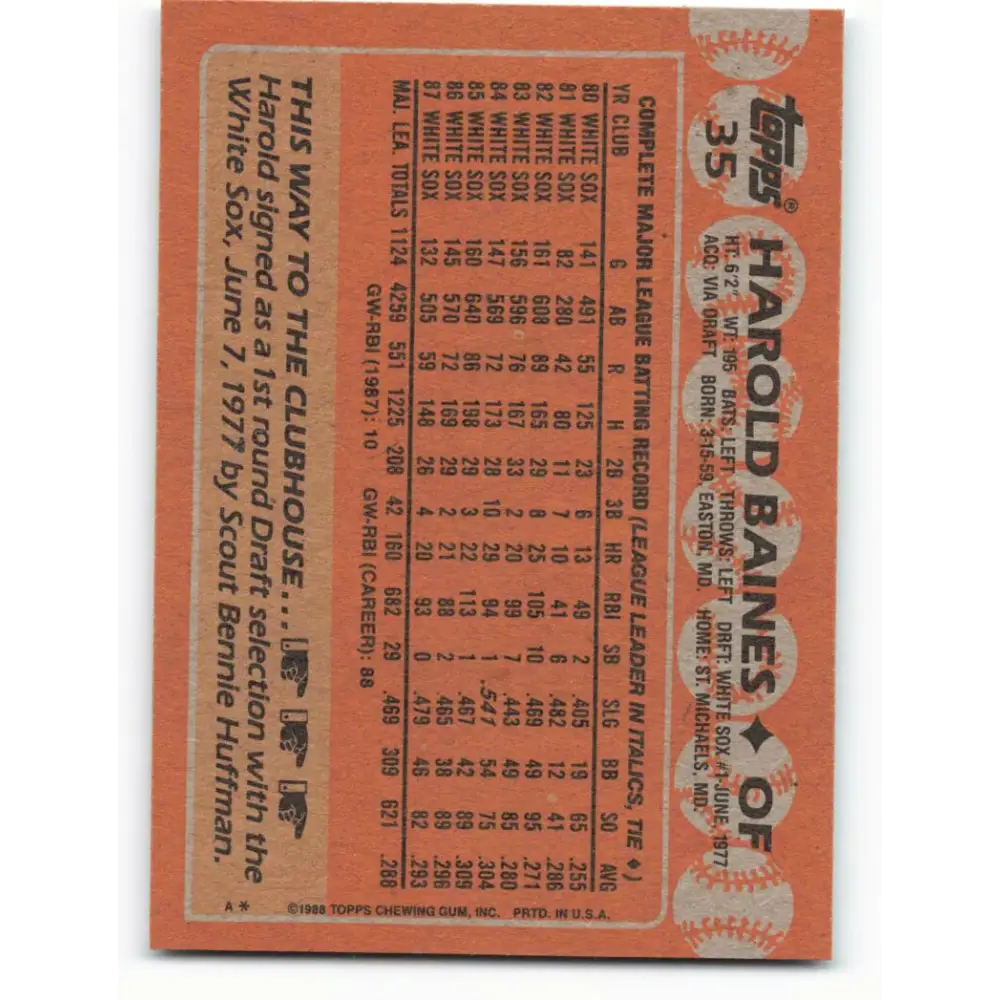 Topps®
35
HAROLD BAINES ♦ OF
HT: 6'2" WT: 195 BATS: LEFT THROWS: LEFT DRFT: WHITE SOX #1-JUNE, 1977
ACQ: VIA DRAFT BORN: 3-15-59, EASTON, MD. HOME: ST. MICHAELS, MD.
COMPLETE MAJOR LEAGUE BATTING RECORD (LEAGUE LEADER IN ITALICS, TIE ♦)
YR CLUB G AB R H 2B 3B HR RBI SB SLG BB SO AVG
80 WHITE SOX 141 491 55 125 23 6 13 49 2 .405 19 65 .255
81 WHITE SOX 82 280 42 80 11 7 10 41 6 .482 12 41 .286
82 WHITE SOX 161 608 89 165 29 8 25 105 10 .469 49 95 .271
83 WHITE SOX 156 596 76 167 33 2 20 99 7 .443 49 85 .280
84 WHITE SOX 147 569 72 173 28 10 29 94 1 .541 54 75 .304
85 WHITE SOX 160 640 86 198 29 3 22 113 1 .467 42 89 .309
86 WHITE SOX 145 570 72 169 29 2 21 88 2 .465 38 89 .296
87 WHITE SOX 132 505 59 148 26 4 20 93 0 .479 46 82 .293
MAJ. LEA. TOTALS 1124 4259 551 1225 208 42 160 682 29 .469 309 621 .288
GW-RBI (1987): 10 GW-RBI (CAREER): 88
THIS WAY TO THE CLUBHOUSE...
Harold signed as a 1st round Draft selection with the
White Sox, June 7, 1977 by Scout Bennie Huffman.
©1988 TOPPS CHEWING GUM, INC. PRTD. IN U.S.A.
A *